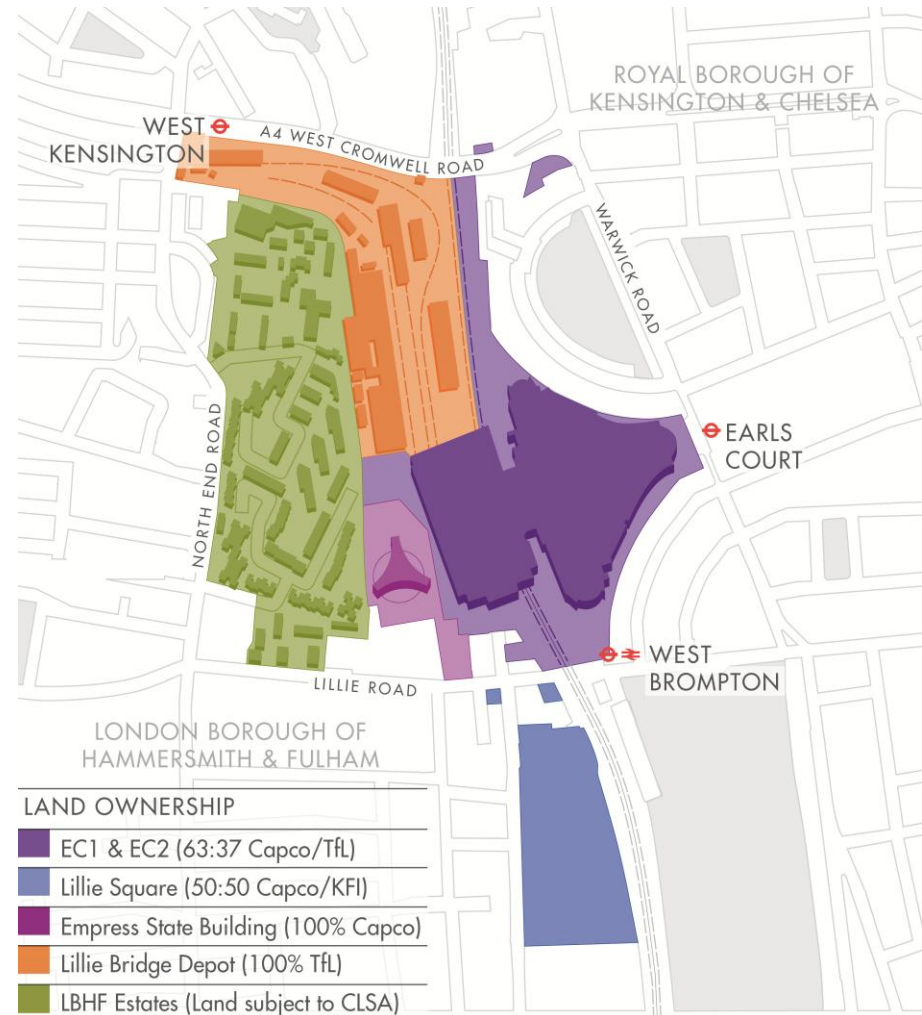 ROYAL BOROUGH OF
KENSINGTON & CHELSEA
WEST
KENSINGTON
A4 WEST CROMWELL ROAD
WARWICK ROAD
EARLS
COURT
NORTH END ROAD
WEST
BROMPTON
LILLIE ROAD
LONDON BOROUGH OF
HAMMERSMITH & FULHAM
LAND OWNERSHIP
EC1 & EC2 (63:37 Capco/TfL)
Lillie Square (50:50 Capco/KFI)
Empress State Building (100% Capco)
Lillie Bridge Depot (100% TfL)
LBHF Estates (Land subject to CLSA)